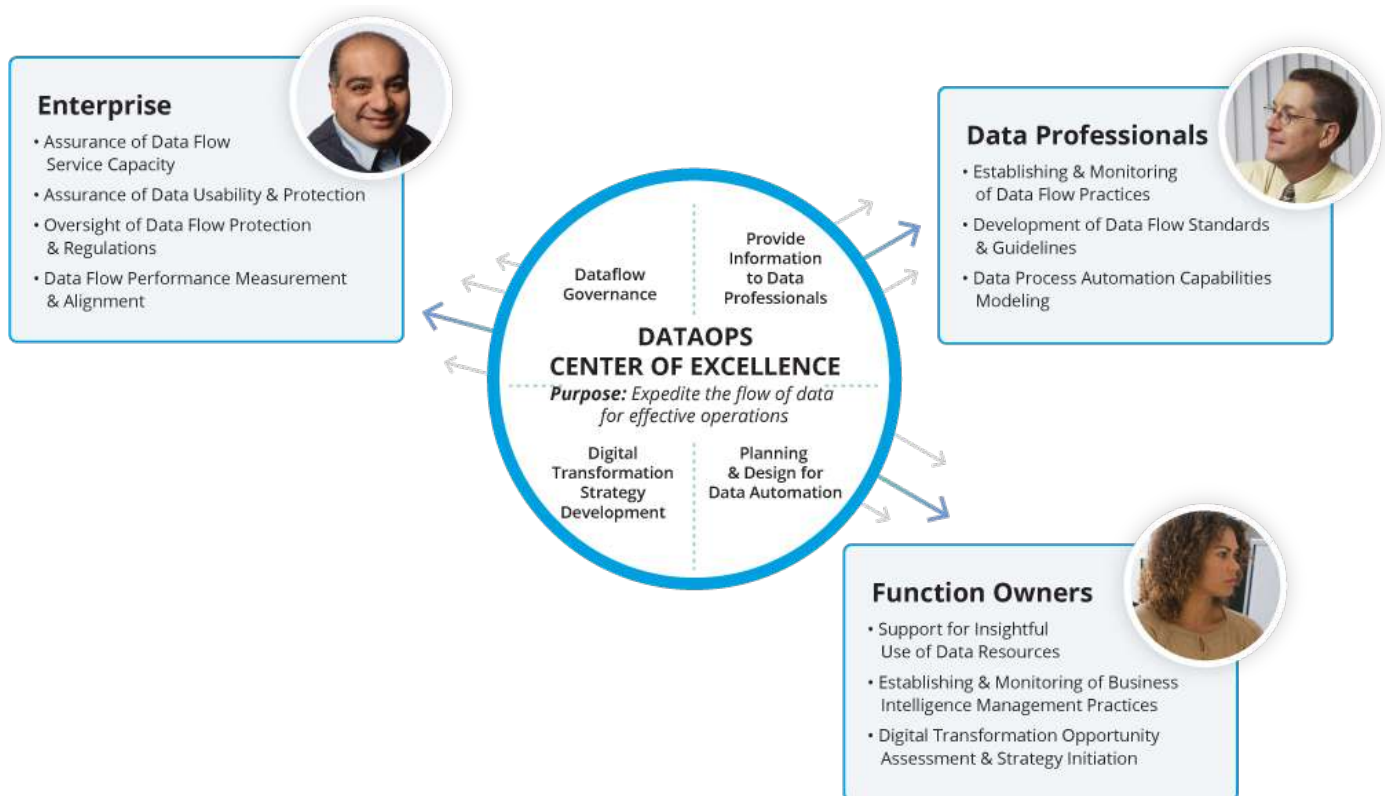 Enterprise
• Assurance of Data Flow
Service Capacity
• Assurance of Data Usability & Protection
• Oversight of Data Flow Protection
& Regulations
• Data Flow Performance Measurement
& Alignment
Data Professionals
• Establishing & Monitoring
of Data Flow Practices
• Development of Data Flow Standards
& Guidelines
• Data Process Automation Capabilities
Modeling
Dataflow
Governance
Provide
Information
to Data
Professionals
DATAOPS
CENTER OF EXCELLENCE
Purpose: Expedite the flow of data
for effective operations
Digital
Transformation
Strategy
Development
Planning
& Design for
Data Automation
Function Owners
• Support for Insightful
Use of Data Resources
• Establishing & Monitoring of Business
Intelligence Management Practices
• Digital Transformation Opportunity
Assessment & Strategy Initiation